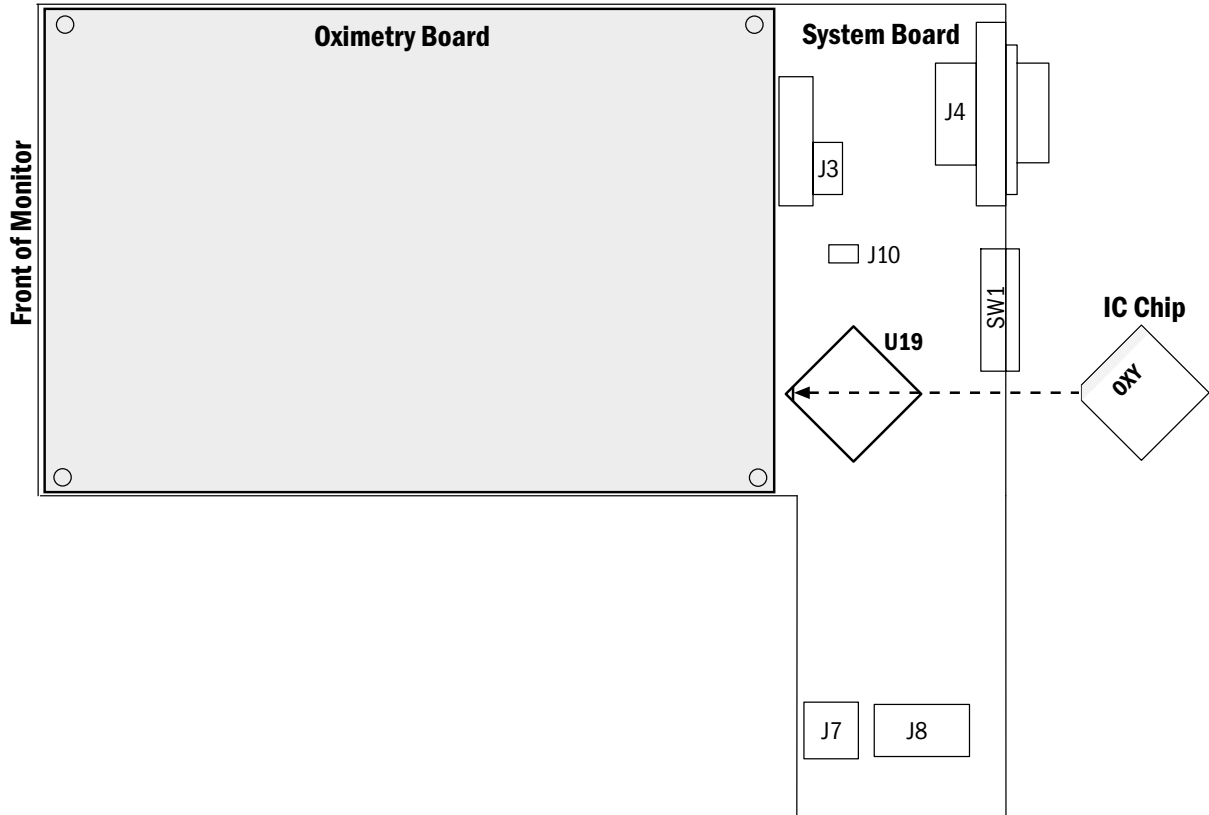 Oximetry Board
System Board
Front of Monitor
J4
J3
J10
SW1
IC Chip
U19
OXY
J7
J8